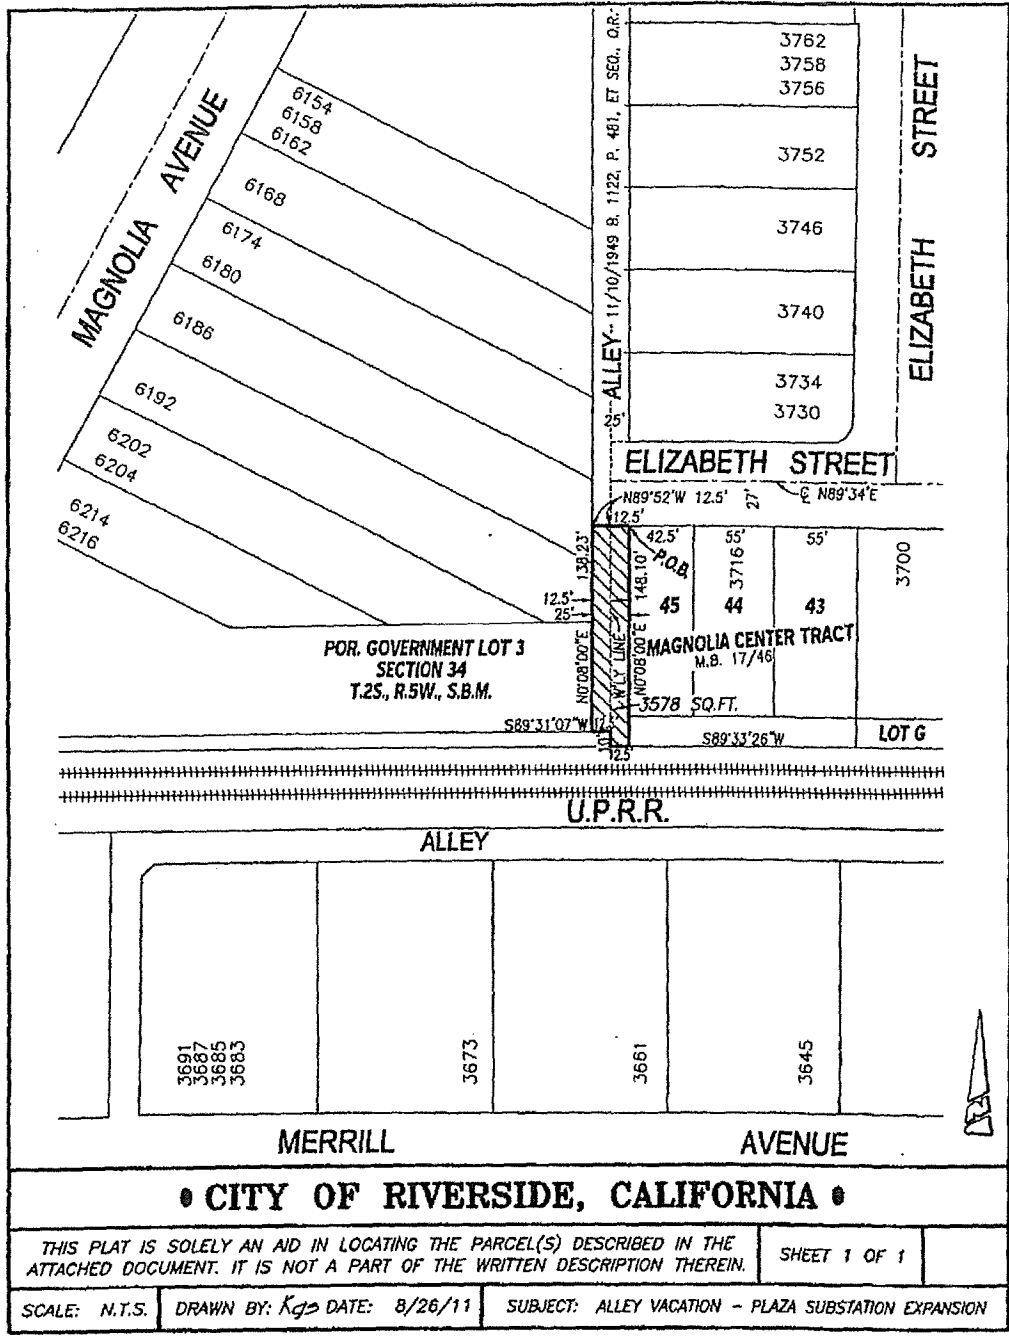 MAGNOLIA AVENUE
6154
6158
6162
6168
6174
6180
6186
6192
6202
6204
6214
6216
ALLEY - 11/10/1949 B. 1122, P. 481, ET SEQ., O.R.
25'
3762
3758
3756
3752
3746
3740
3734
3730
ELIZABETH STREET
ELIZABETH STREET
N89°52'W 12.5'
27'
℄ N89°34'E
12.5'
138.23'
P.O.B.
148.10'
42.5'
55'
55'
3716
3700
12.5'
25'
45
44
43
N0°08'00"E
W'LY LINE
N0°08'00"E
MAGNOLIA CENTER TRACT
M.B. 17/46
POR. GOVERNMENT LOT 3
SECTION 34
T.2S., R.5W., S.B.M.
3578 SQ.FT.
S89°31'07"W
12.5'
10'
12.5'
S89°33'26"W
LOT G
U.P.R.R.
ALLEY
3691
3687
3685
3683
3673
3661
3645
MERRILL AVENUE
CITY OF RIVERSIDE, CALIFORNIA
THIS PLAT IS SOLELY AN AID IN LOCATING THE PARCEL(S) DESCRIBED IN THE
ATTACHED DOCUMENT. IT IS NOT A PART OF THE WRITTEN DESCRIPTION THEREIN.
SHEET 1 OF 1
SCALE: N.T.S.
DRAWN BY: Kgs DATE: 8/26/11
SUBJECT: ALLEY VACATION - PLAZA SUBSTATION EXPANSION